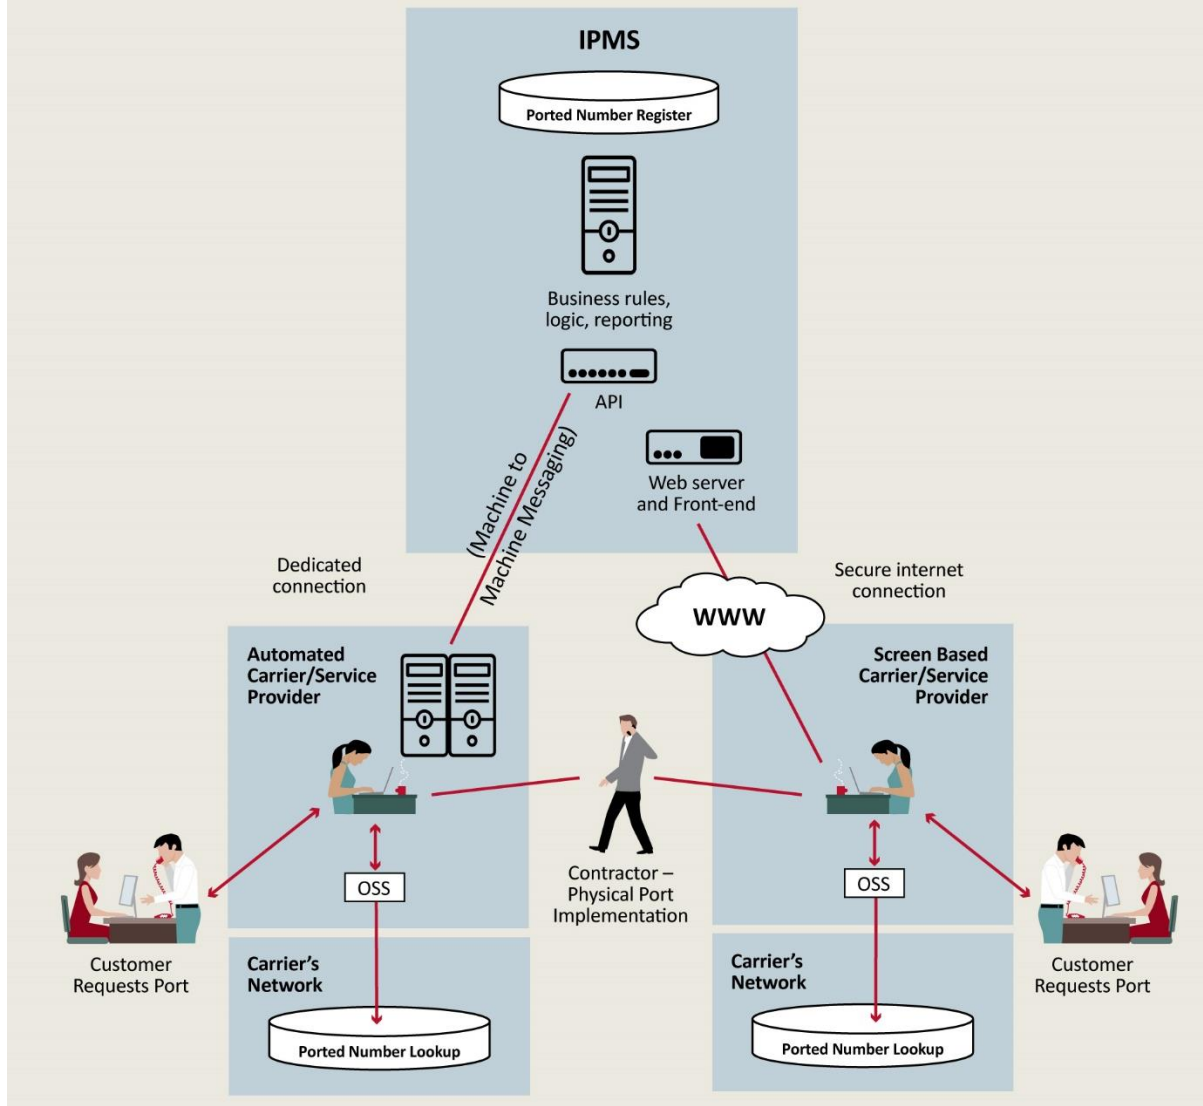 IPMS
Ported Number Register
Business rules,
logic, reporting
API
(Machine to
Machine Messaging)
Web server
and Front-end
Dedicated
connection
Secure internet
connection
WWW
Automated
Carrier/Service
Provider
Screen Based
Carrier/Service
Provider
OSS
Contractor –
Physical Port
Implementation
OSS
Customer
Requests Port
Carrier's
Network
Ported Number Lookup
Carrier's
Network
Ported Number Lookup
Customer
Requests Port